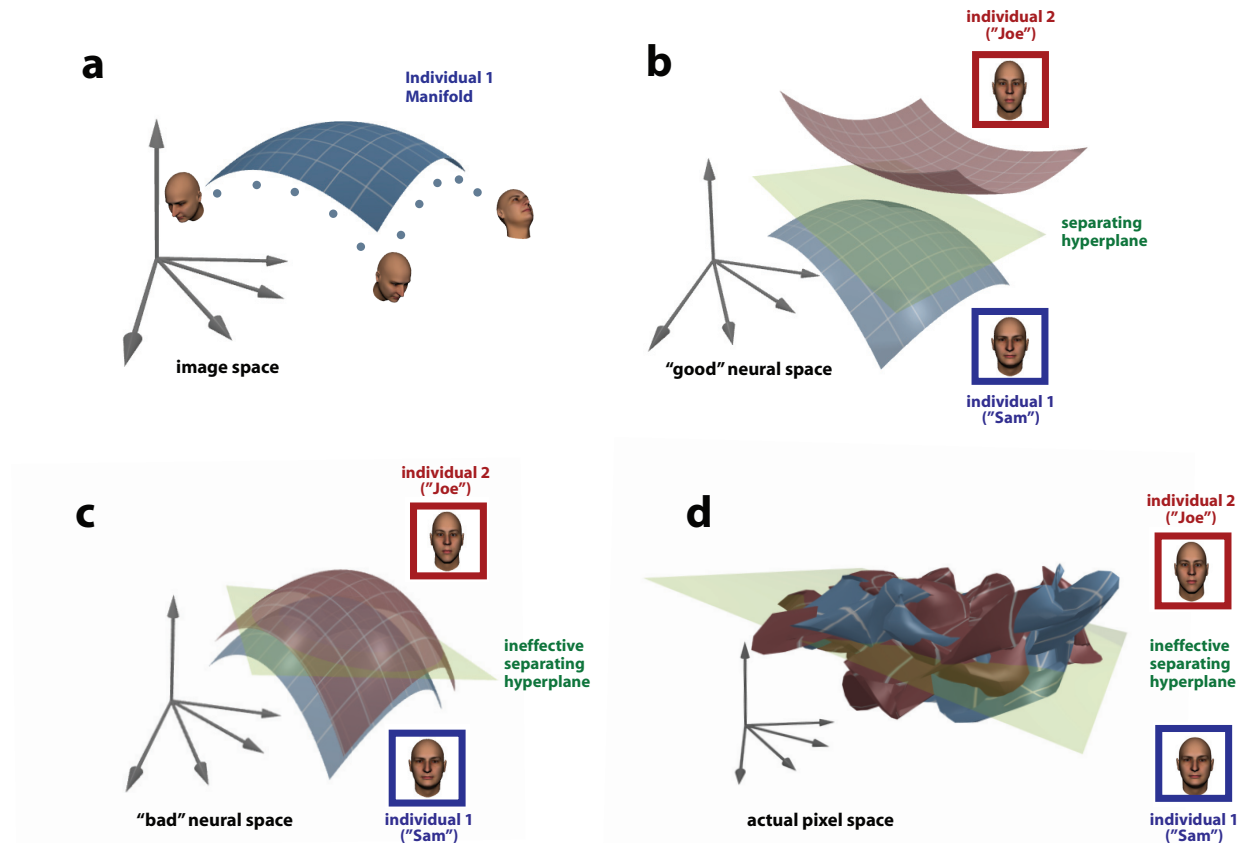 a
Individual 1
Manifold
image space
b
individual 2
("Joe")
separating
hyperplane
"good" neural space
individual 1
("Sam")
c
individual 2
("Joe")
ineffective
separating
hyperplane
"bad" neural space
individual 1
("Sam")
d
individual 2
("Joe")
ineffective
separating
hyperplane
actual pixel space
individual 1
("Sam")